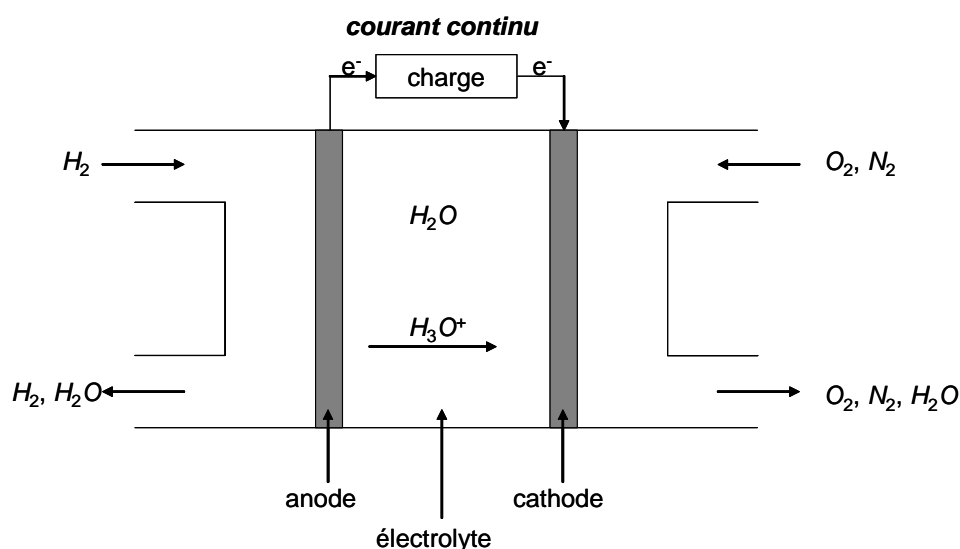 courant continu
e⁻ charge e⁻
H₂ O₂, N₂
H₂O
H₃O⁺
H₂, H₂O O₂, N₂, H₂O
anode cathode
électrolyte